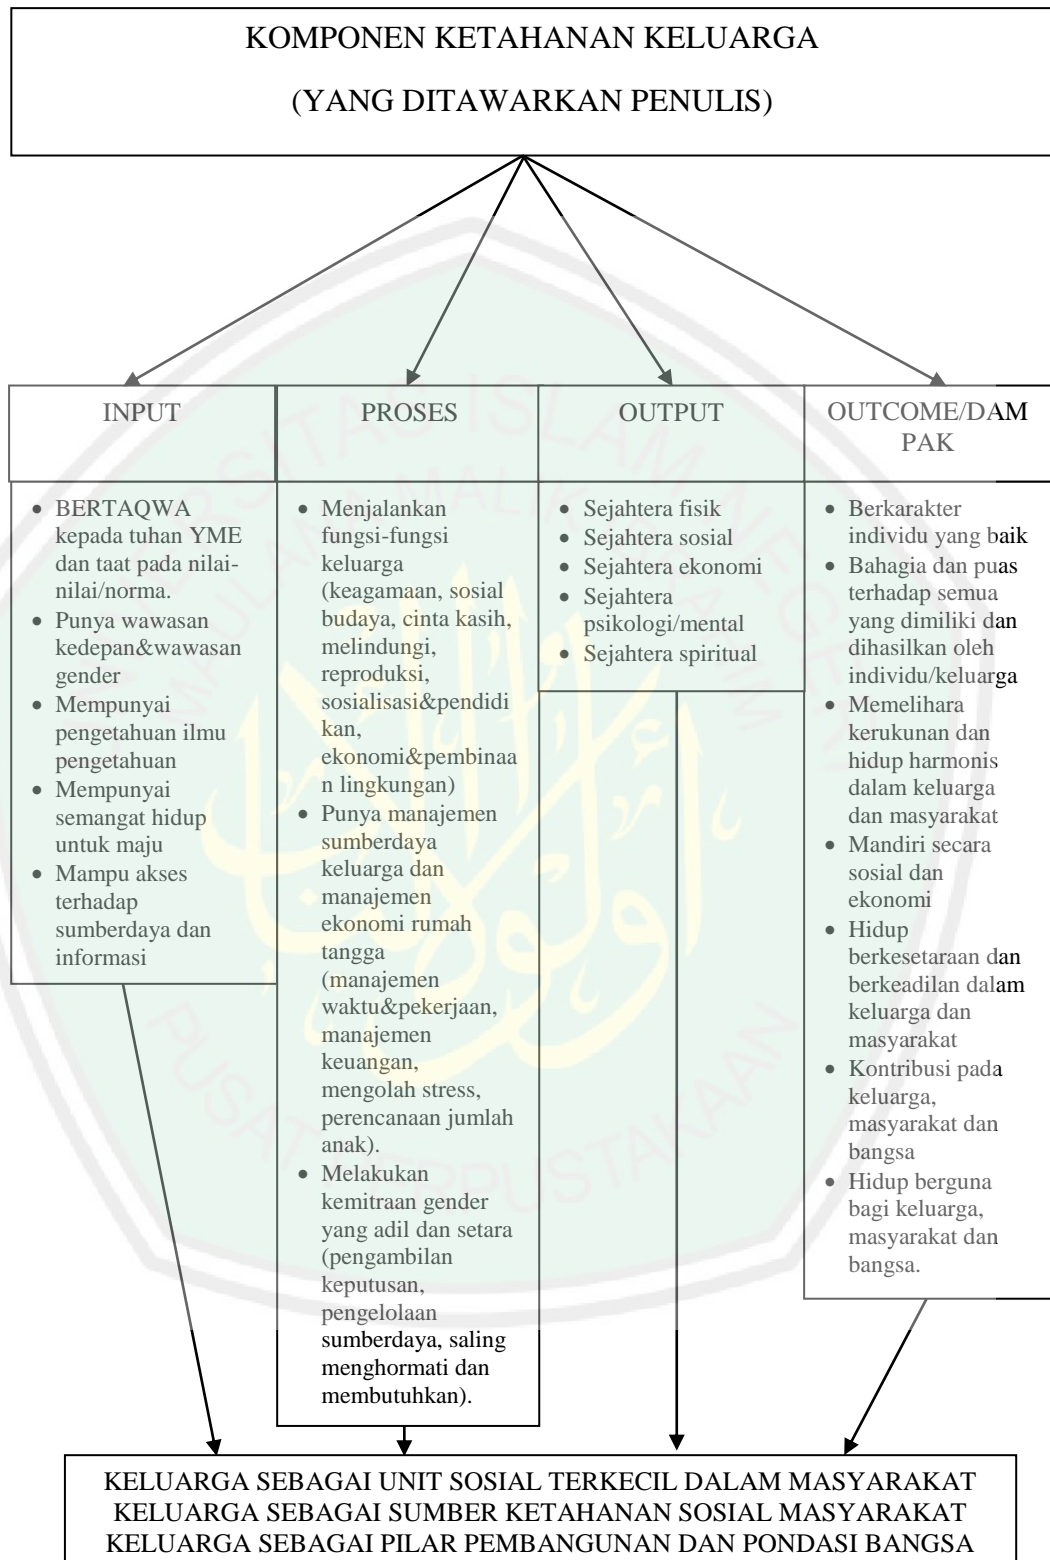 KOMPONEN KETAHANAN KELUARGA
(YANG DITAWARKAN PENULIS)
INPUT
BERTAQWA
kepada tuhan YME
dan taat pada nilai-
nilai/norma.
Punya wawasan
kedepan&wawasan
gender
Mempunyai
pengetahuan ilmu
pengetahuan
Mempunyai
semangat hidup
untuk maju
Mampu akses
terhadap
sumberdaya dan
informasi
PROSES
Menjalankan
fungsi-fungsi
keluarga
(keagamaan, sosial
budaya, cinta kasih,
melindungi,
reproduksi,
sosialisasi&pendidi
kan,
ekonomi&pembinaa
n lingkungan)
Punya manajemen
sumberdaya
keluarga dan
manajemen
ekonomi rumah
tangga
(manajemen
waktu&pekerjaan,
manajemen
keuangan,
mengolah stress,
perencanaan jumlah
anak).
Melakukan
kemitraan gender
yang adil dan setara
(pengambilan
keputusan,
pengelolaan
sumberdaya, saling
menghormati dan
membutuhkan).
OUTPUT
Sejahtera fisik
Sejahtera sosial
Sejahtera ekonomi
Sejahtera
psikologi/mental
Sejahtera spiritual
OUTCOME/DAM
PAK
Berkarakter
individu yang baik
Bahagia dan puas
terhadap semua
yang dimiliki dan
dihasilkan oleh
individu/keluarga
Memelihara
kerukunan dan
hidup harmonis
dalam keluarga
dan masyarakat
Mandiri secara
sosial dan
ekonomi
Hidup
berkesetaraan dan
berkeadilan dalam
keluarga dan
masyarakat
Kontribusi pada
keluarga,
masyarakat dan
bangsa
Hidup berguna
bagi keluarga,
masyarakat dan
bangsa.
KELUARGA SEBAGAI UNIT SOSIAL TERKECIL DALAM MASYARAKAT
KELUARGA SEBAGAI SUMBER KETAHANAN SOSIAL MASYARAKAT
KELUARGA SEBAGAI PILAR PEMBANGUNAN DAN PONDASI BANGSA
UNIVERSITAS ISLAM NEGERI
MAULANA MALIK IBRAHIM
PUSAT PERPUSTAKAAN